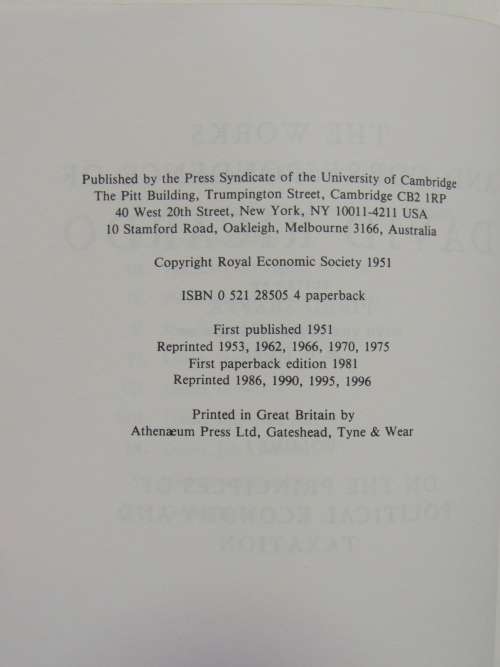 Published by the Press Syndicate of the University of Cambridge
The Pitt Building, Trumpington Street, Cambridge CB2 1RP
40 West 20th Street, New York, NY 10011-4211 USA
10 Stamford Road, Oakleigh, Melbourne 3166, Australia
Copyright Royal Economic Society 1951
ISBN 0 521 28505 4 paperback
First published 1951
Reprinted 1953, 1962, 1966, 1970, 1975
First paperback edition 1981
Reprinted 1986, 1990, 1995, 1996
Printed in Great Britain by
Athenæum Press Ltd, Gateshead, Tyne & Wear